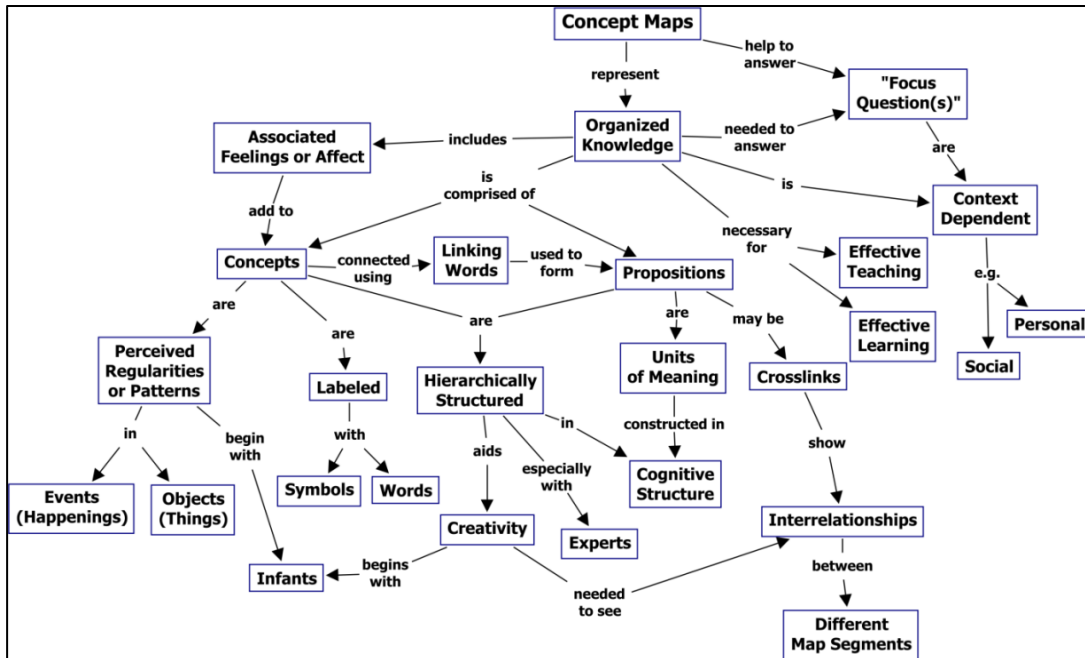 Concept Maps
help to
answer
represent
"Focus
Question(s)"
Organized
Knowledge
needed to
answer
Associated
Feelings or Affect
includes
are
is
is
comprised of
Context
Dependent
add to
necessary
for
Effective
Teaching
Concepts
connected
using
Linking
Words
used to
form
Propositions
e.g.
are
are
are
are
may be
Effective
Learning
Personal
Social
Perceived
Regularities
or Patterns
Labeled
Hierarchically
Structured
Units
of Meaning
Crosslinks
in
begin
with
with
aids
in
constructed in
show
especially
with
Events
(Happenings)
Objects
(Things)
Symbols
Words
Cognitive
Structure
Creativity
Experts
Interrelationships
Infants
begins
with
needed
to see
between
Different
Map Segments